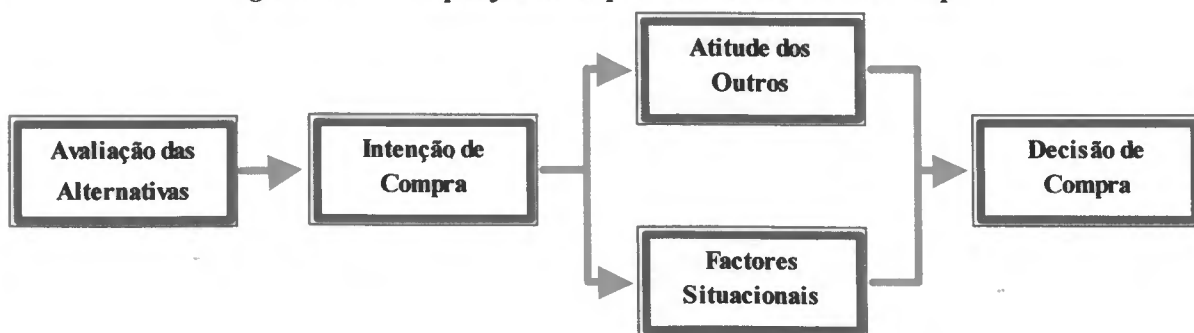 Avaliação das
Alternativas
Intenção de
Compra
Atitude dos
Outros
Factores
Situacionais
Decisão de
Compra